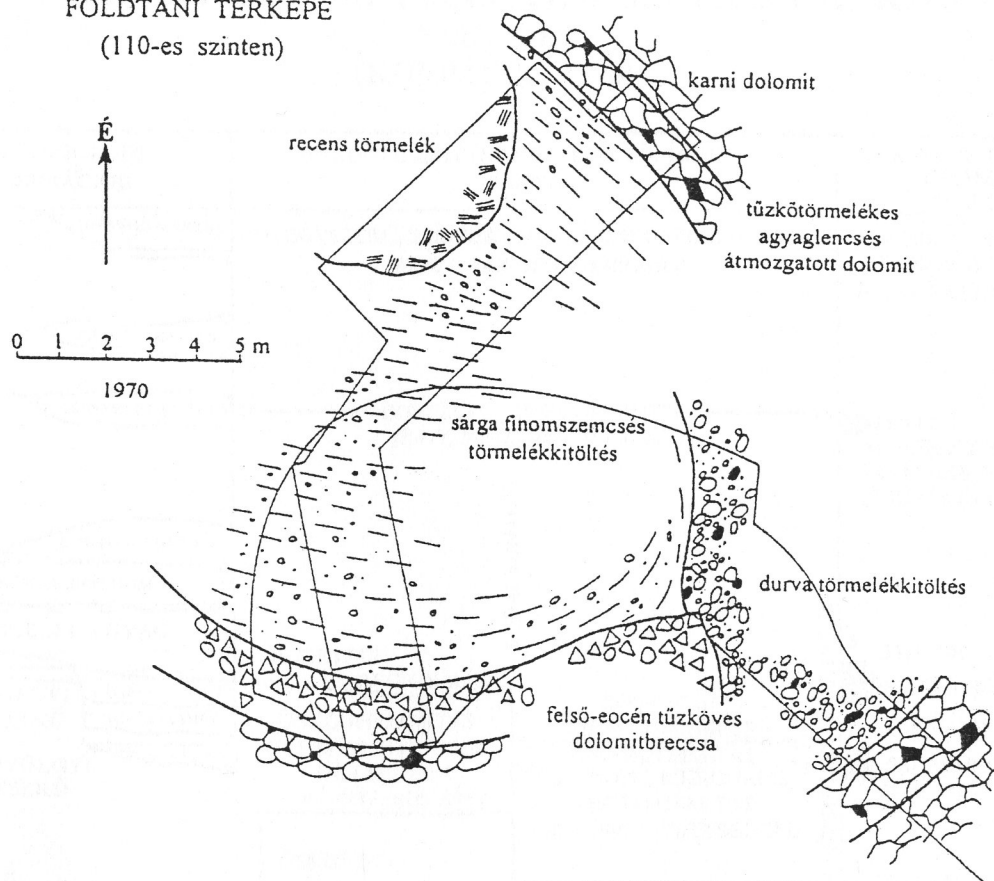 FÖLDTANI TÉRKÉPE
(110-es szinten)
karni dolomit
É
recens törmelék
tűzkőtörmelékes
agyaglencsés
átmozgatott dolomit
0 1 2 3 4 5 m
1970
sárga finomszemcsés
törmelékkitöltés
durva törmelékkitöltés
felső-eocén tűzköves
dolomitbreccsa